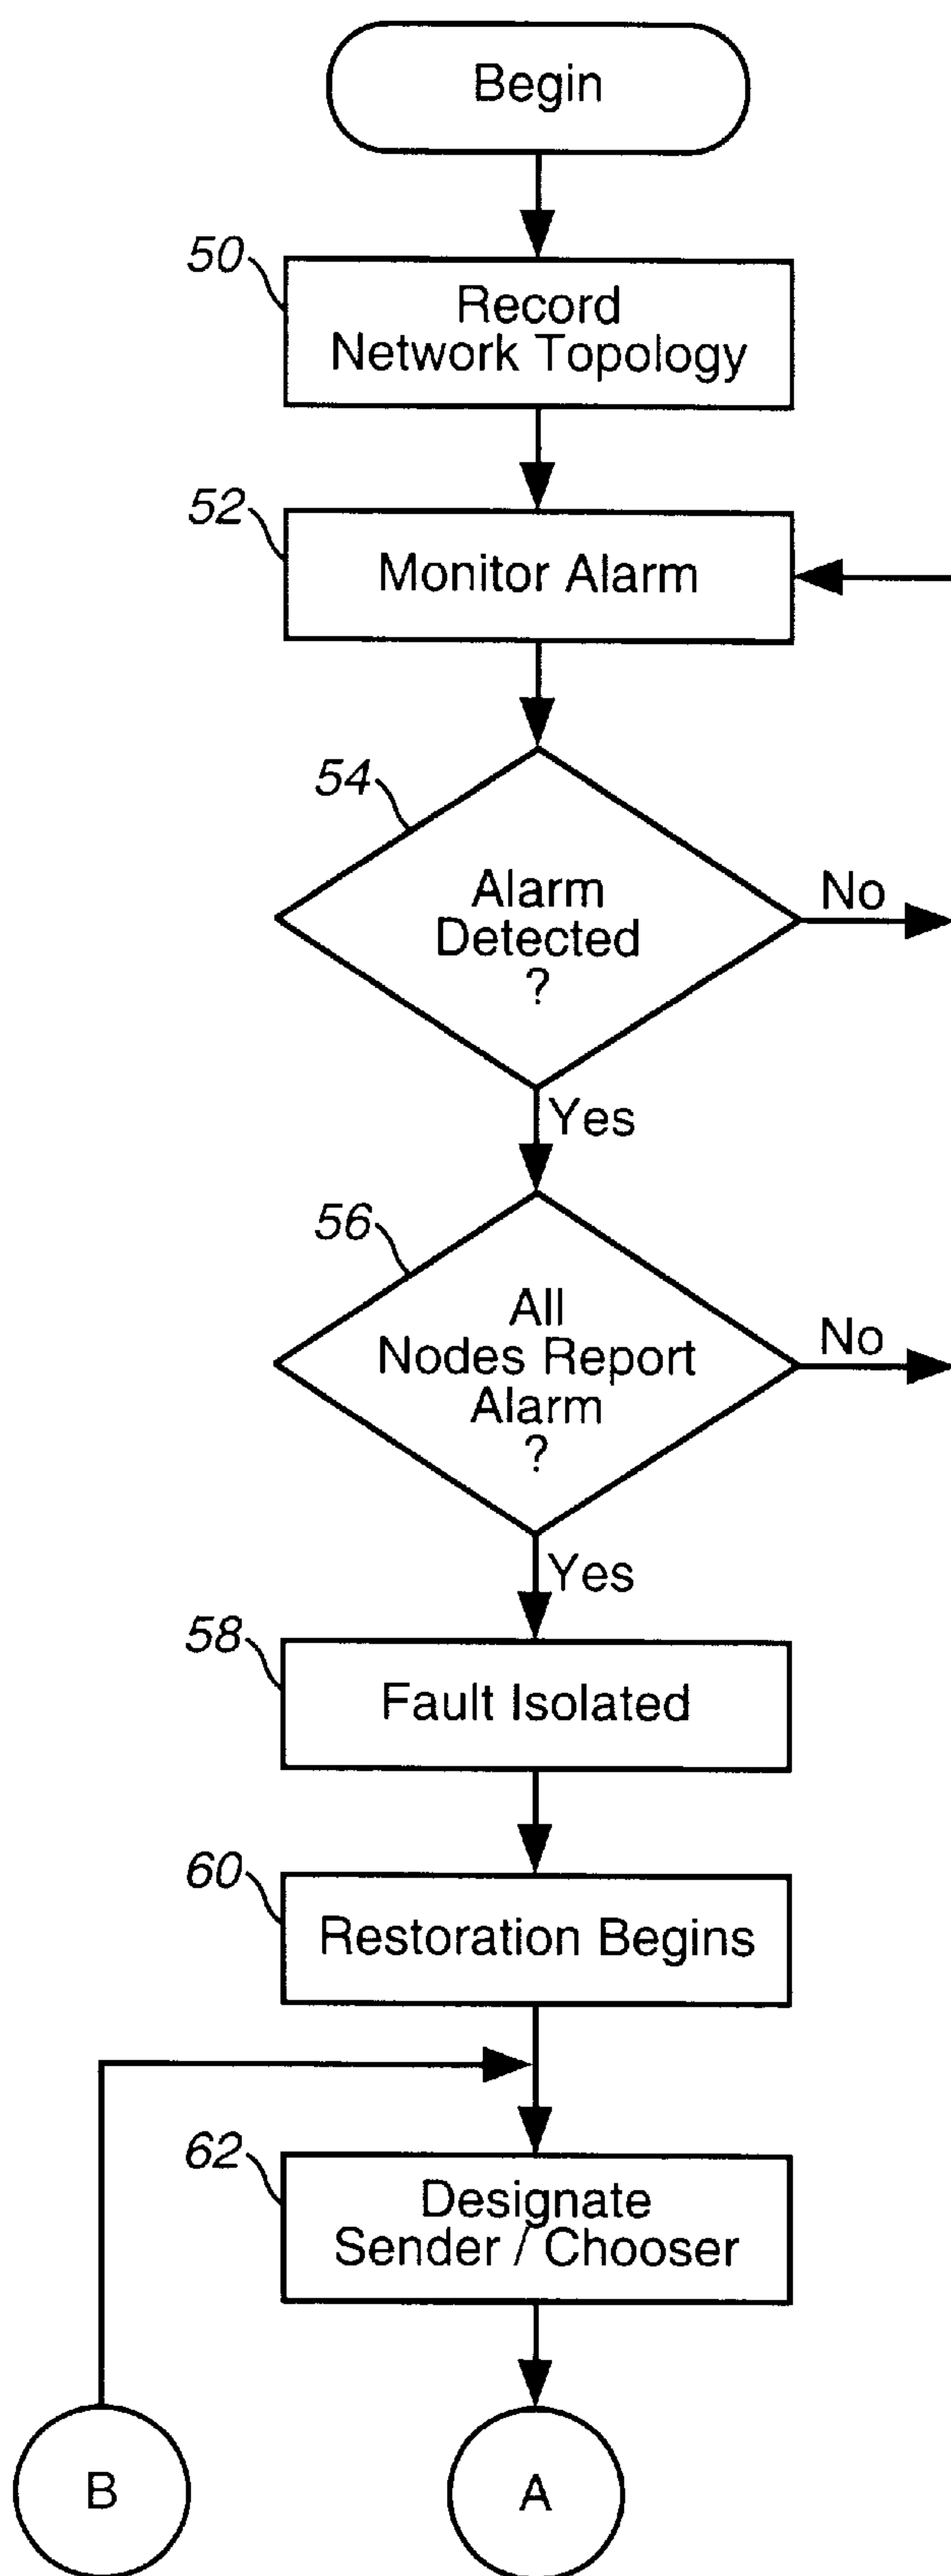 Begin
50
Record
Network Topology
52
Monitor Alarm
54
Alarm
Detected
?
No
Yes
56
All
Nodes Report
Alarm
?
No
Yes
58
Fault Isolated
60
Restoration Begins
62
Designate
Sender / Chooser
B
A